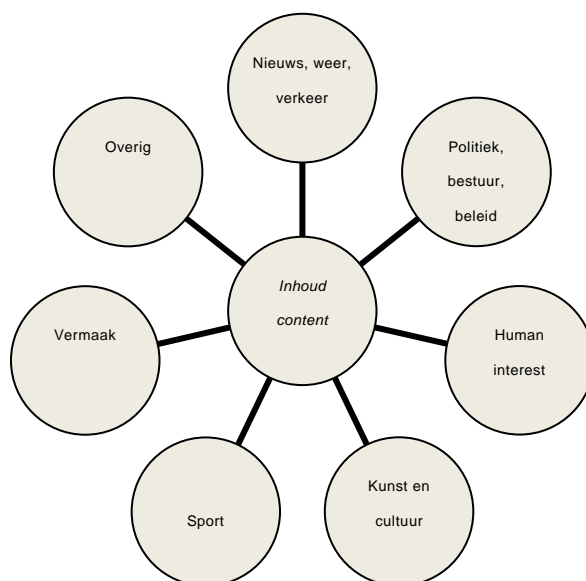 Nieuws, weer,
verkeer
Politiek,
bestuur,
beleid
Human
interest
Kunst en
cultuur
Sport
Vermaak
Overig
Inhoud
content